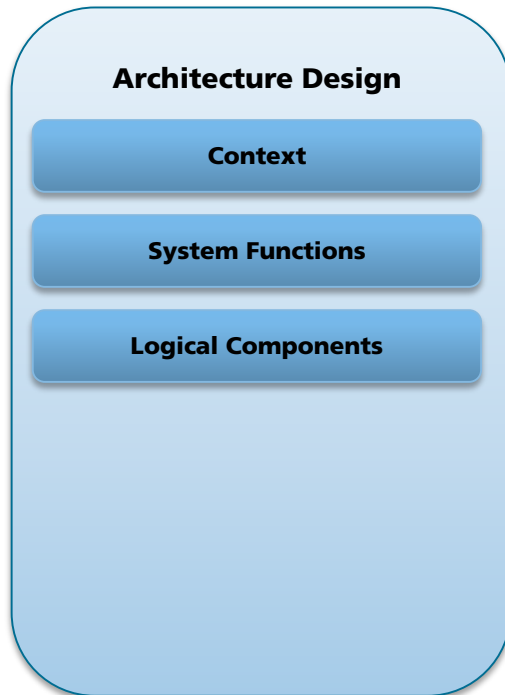 Architecture Design
Context
System Functions
Logical Components